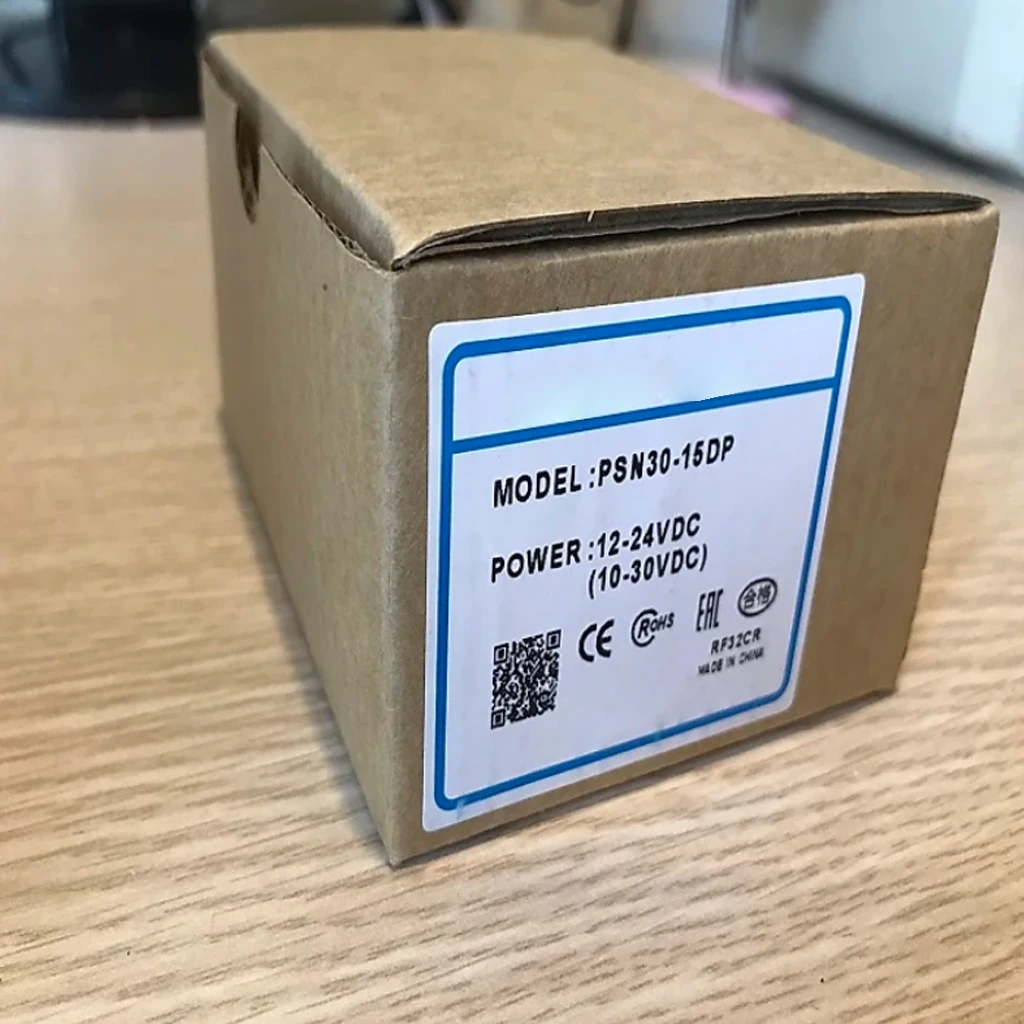 MODEL :PSN30-15DP
POWER :12-24VDC
(10-30VDC)
CE RoHS EAC 合格
RF32CR
MADE IN CHINA